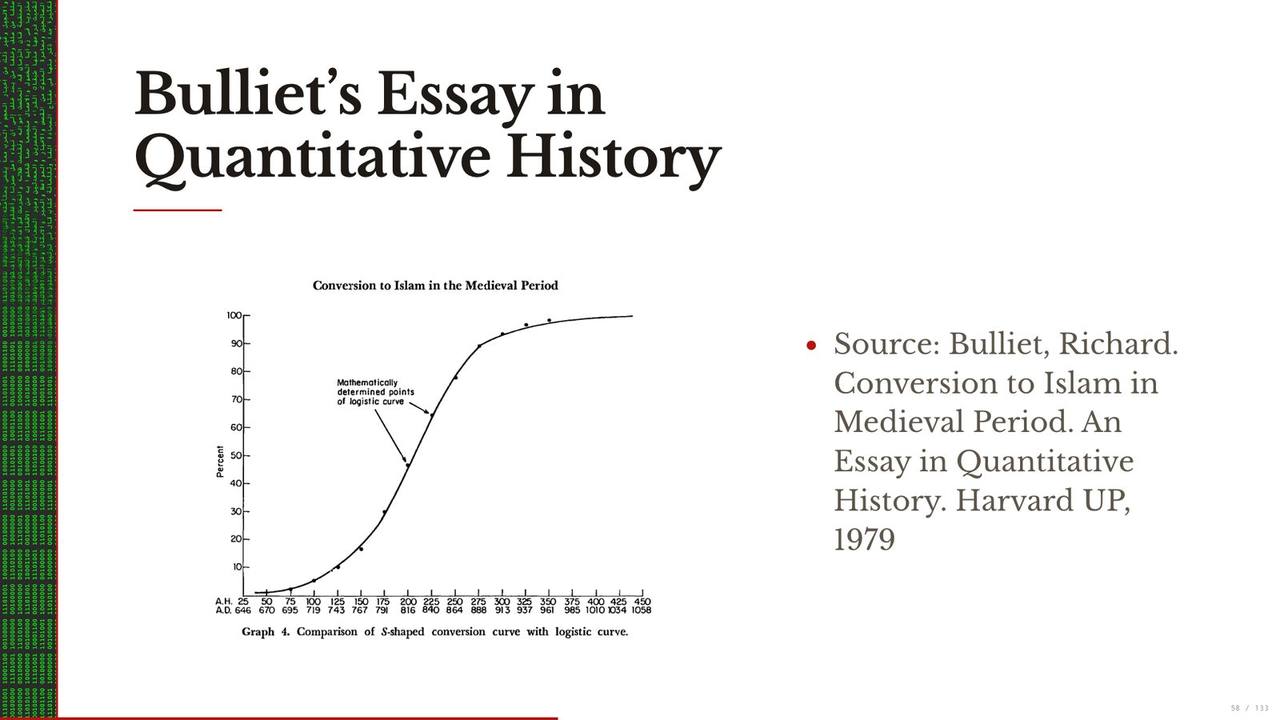 Bulliet’s Essay in
Quantitative History
Conversion to Islam in the Medieval Period
100
90
80
70
60
50
40
30
20
10
Percent
Mathematically
determined points
of logistic curve
A.H. 25 50 75 100 125 150 175 200 225 250 275 300 325 350 375 400 425 450
A.D. 646 670 695 719 743 767 791 816 840 864 888 913 937 961 985 1010 1034 1058
Graph 4. Comparison of S-shaped conversion curve with logistic curve.
• Source: Bulliet, Richard.
Conversion to Islam in
Medieval Period. An
Essay in Quantitative
History. Harvard UP,
1979
58 / 133